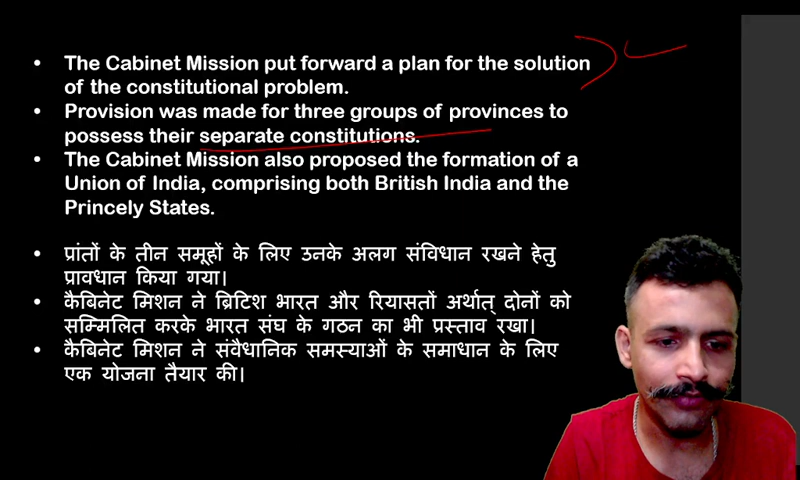 • The Cabinet Mission put forward a plan for the solution
of the constitutional problem.
• Provision was made for three groups of provinces to
possess their separate constitutions.
• The Cabinet Mission also proposed the formation of a
Union of India, comprising both British India and the
Princely States.
• प्रांतों के तीन समूहों के लिए उनके अलग संविधान रखने हेतु
प्रावधान किया गया।
• कैबिनेट मिशन ने ब्रिटिश भारत और रियासतों अर्थात् दोनों को
सम्मिलित करके भारत संघ के गठन का भी प्रस्ताव रखा।
• कैबिनेट मिशन ने संवैधानिक समस्याओं के समाधान के लिए
एक योजना तैयार की।